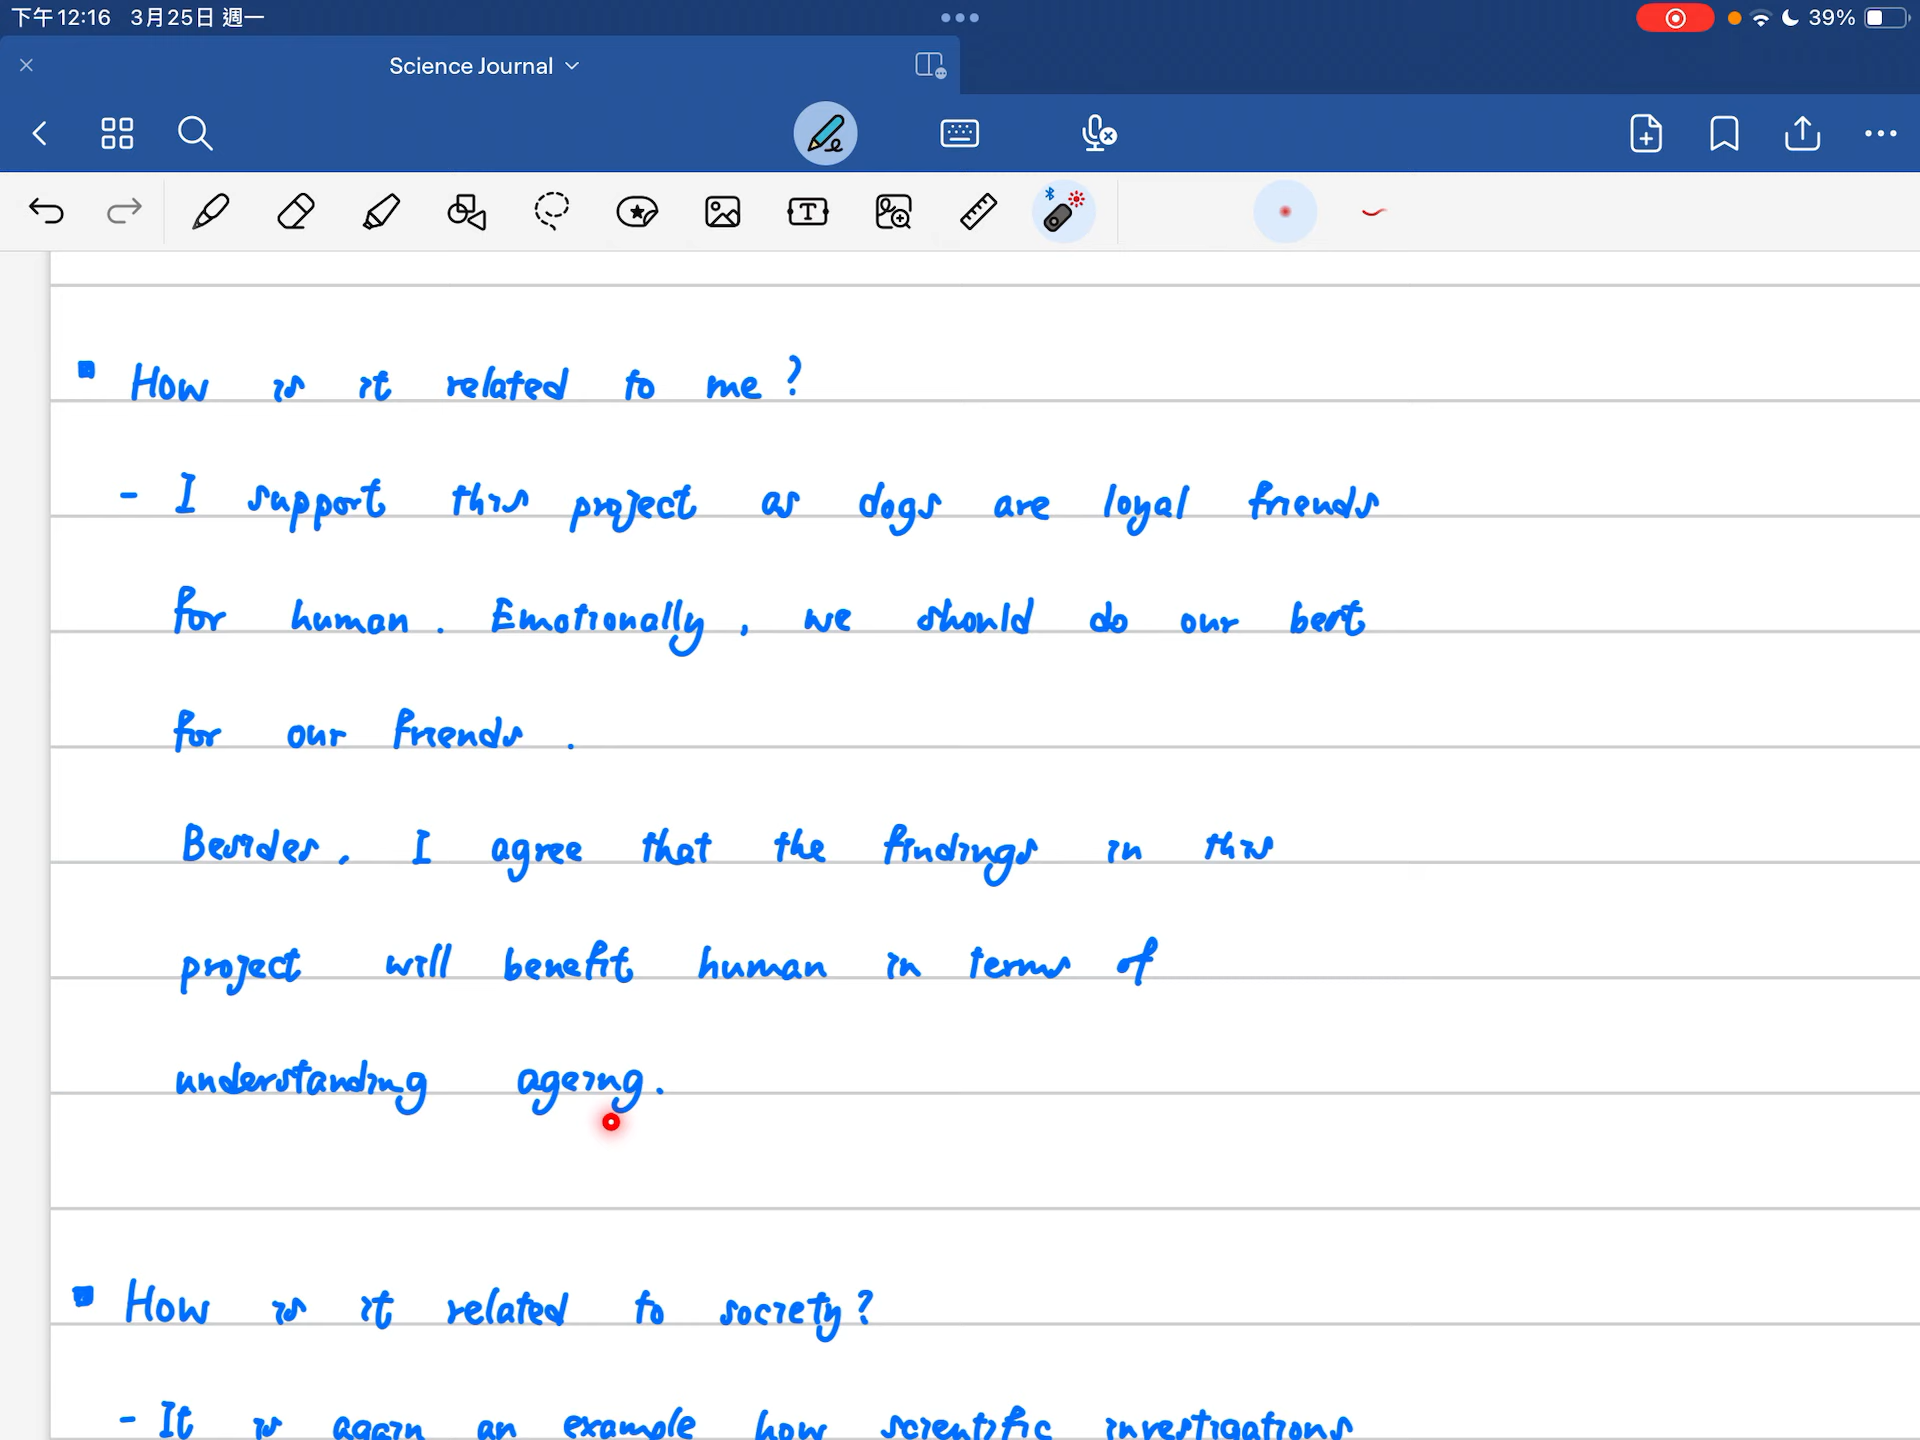 下午12:16 3月25日 週一
39%
Science Journal
How is it related to me?
- I support this project as dogs are loyal friends
for human. Emotionally, we should do our best
for our friends.
Besides, I agree that the findings in this
project will benefit human in terms of
understanding ageing.
How is it related to society?
- It is again an example how scientific investigations